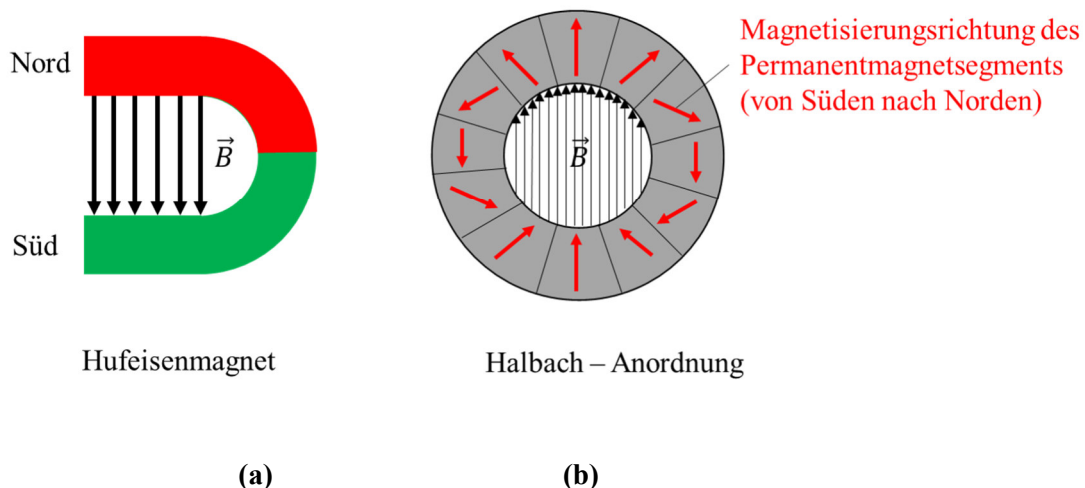 Nord
Süd
B
Hufeisenmagnet
Magnetisierungsrichtung des
Permanentmagnetsegments
(von Süden nach Norden)
B
Halbach – Anordnung
(a)
(b)